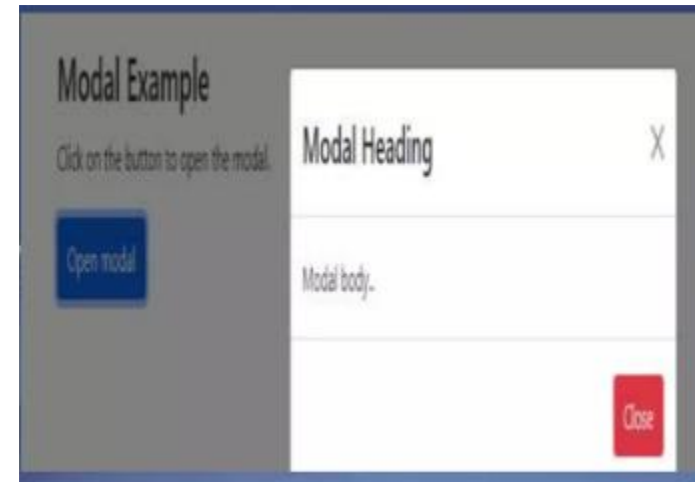 Modal Example
Click on the button to open the modal.
Open modal
Modal Heading
X
Modal body..
Close